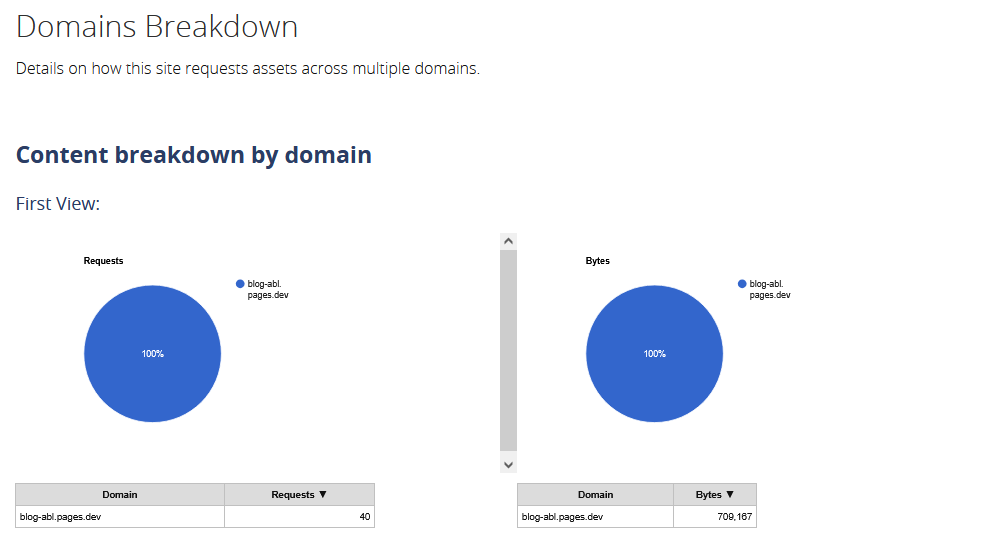 Domains Breakdown
Details on how this site requests assets across multiple domains.
Content breakdown by domain
First View:
Requests
blog-abl.
pages.dev
100%
Bytes
blog-abl.
pages.dev
100%
Domain Requests ▼
blog-abl.pages.dev 40
Domain Bytes ▼
blog-abl.pages.dev 709,167